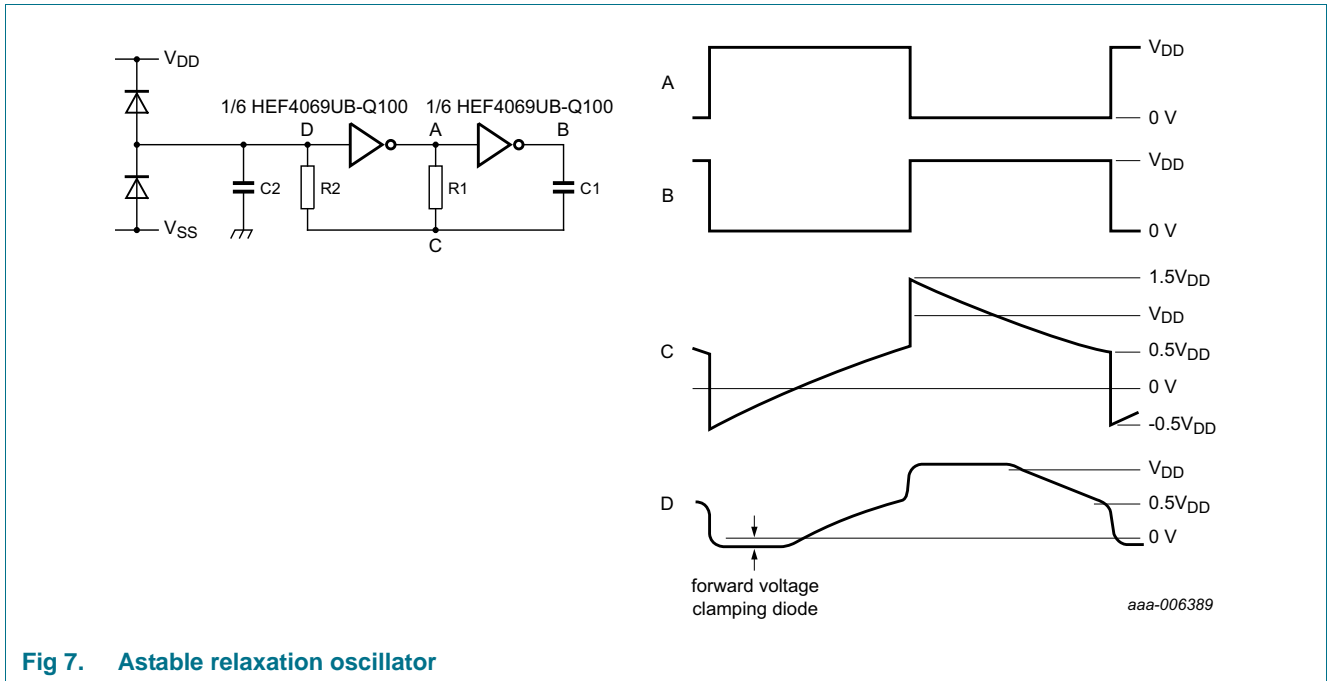 VDD
1/6 HEF4069UB-Q100 1/6 HEF4069UB-Q100
D A B
C2 R2 R1 C1
VSS
C
A
VDD
0 V
B
VDD
0 V
C
1.5VDD
VDD
0.5VDD
0 V
-0.5VDD
D
VDD
0.5VDD
0 V
forward voltage
clamping diode
aaa-006389
Fig 7. Astable relaxation oscillator